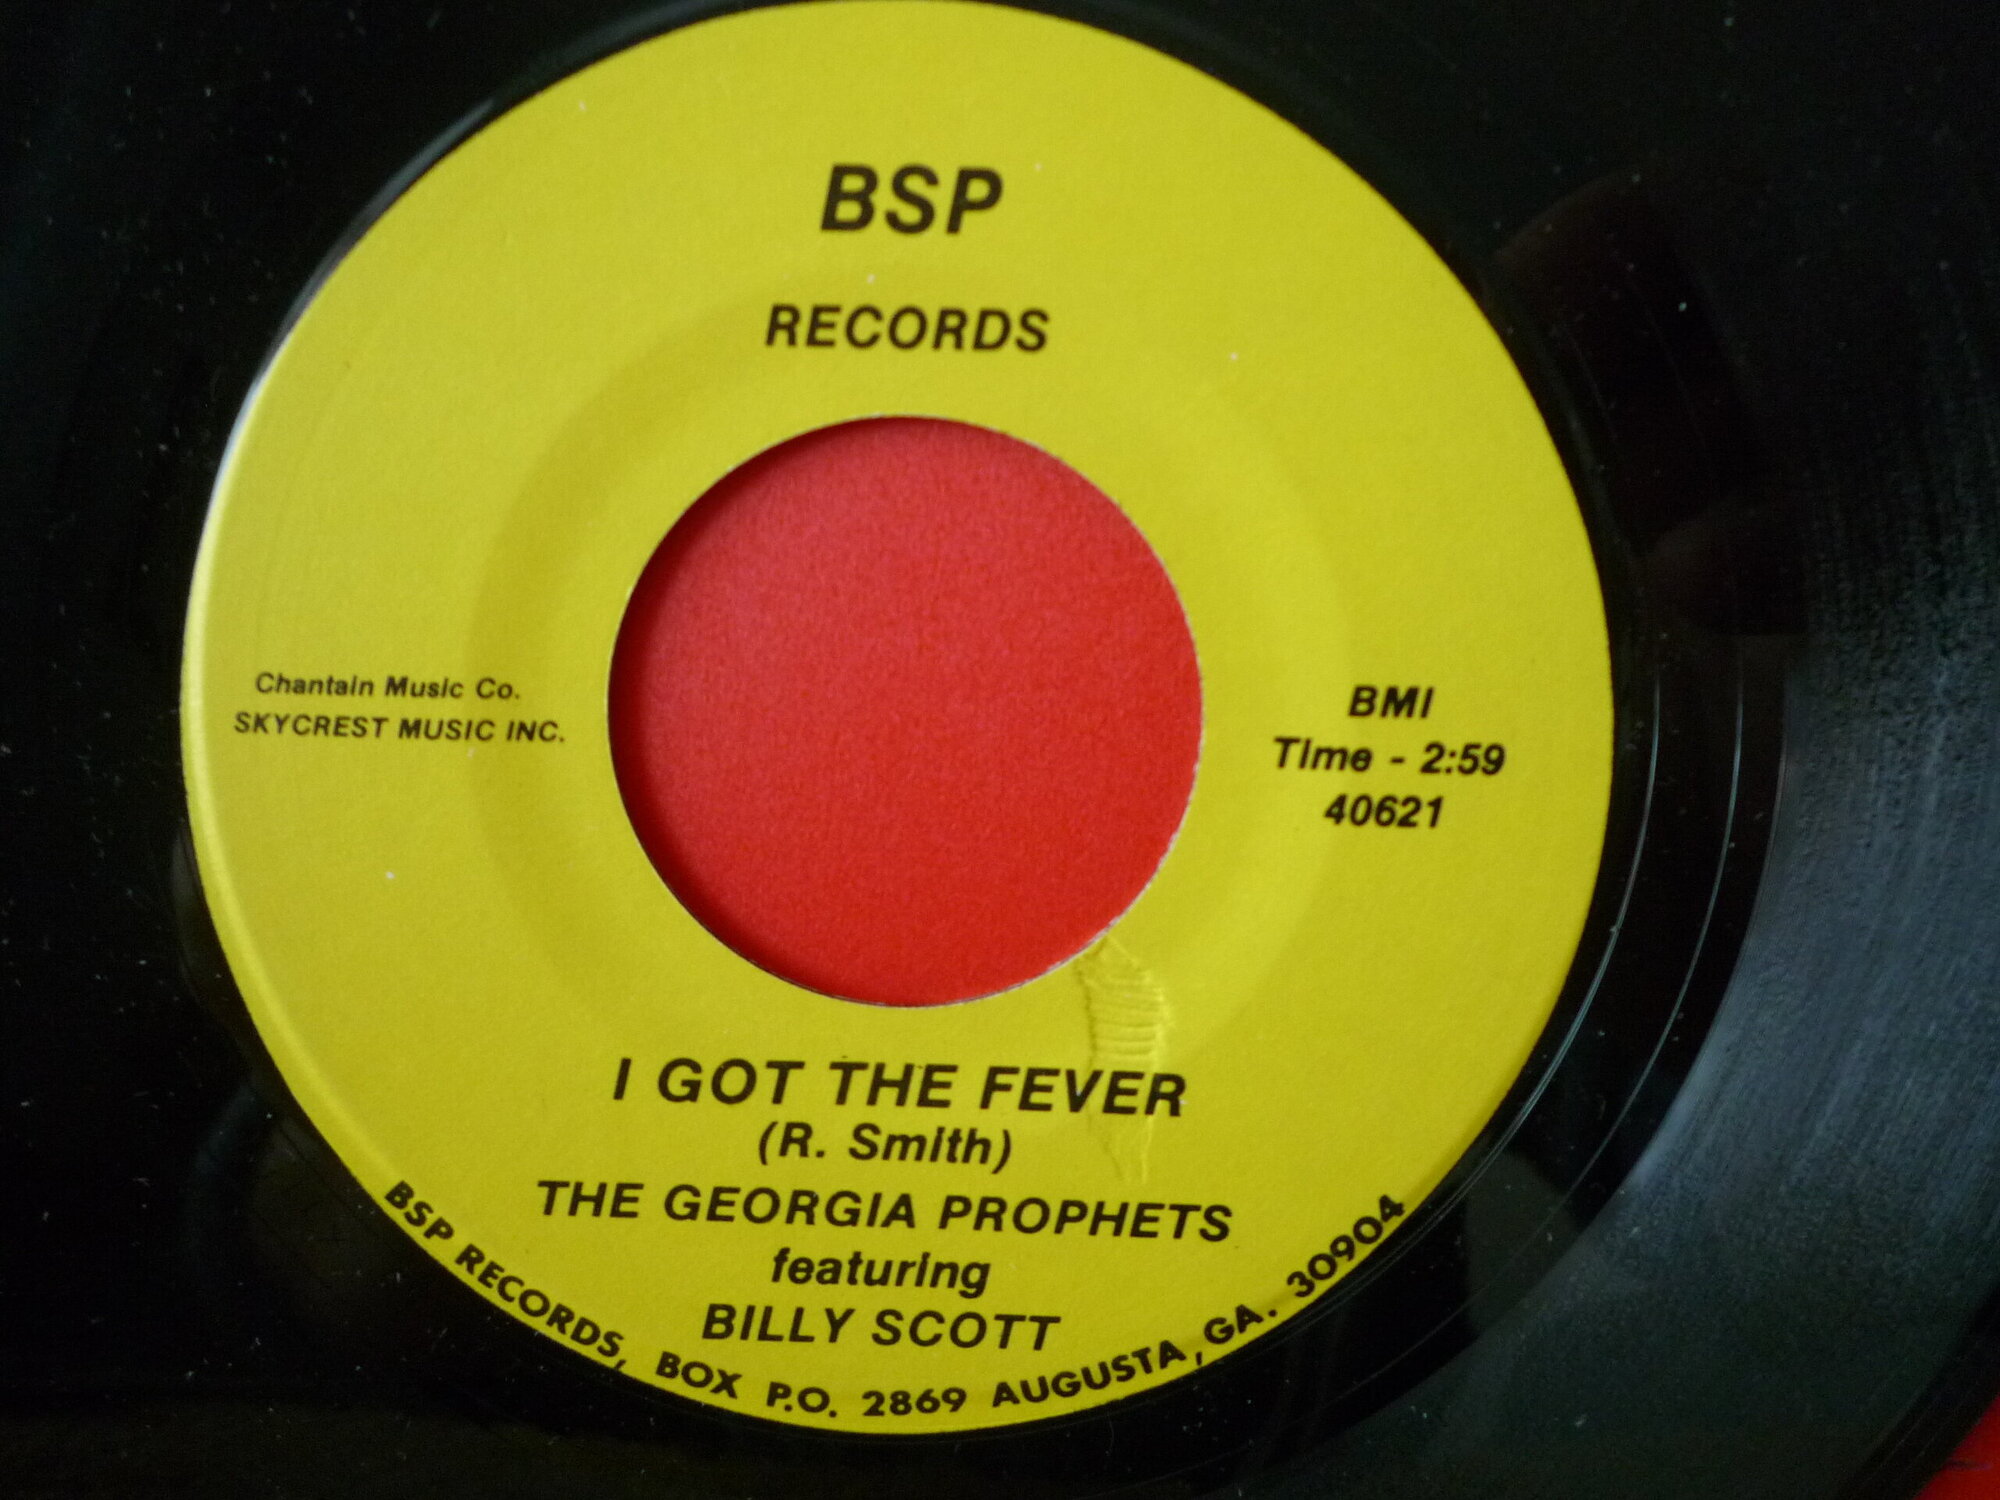 BSP
RECORDS
Chantain Music Co.
SKYCREST MUSIC INC.
BMI
Time - 2:59
40621
I GOT THE FEVER
(R. Smith)
THE GEORGIA PROPHETS
featuring
BILLY SCOTT
BSP RECORDS, BOX P.O. 2869 AUGUSTA, GA. 30904